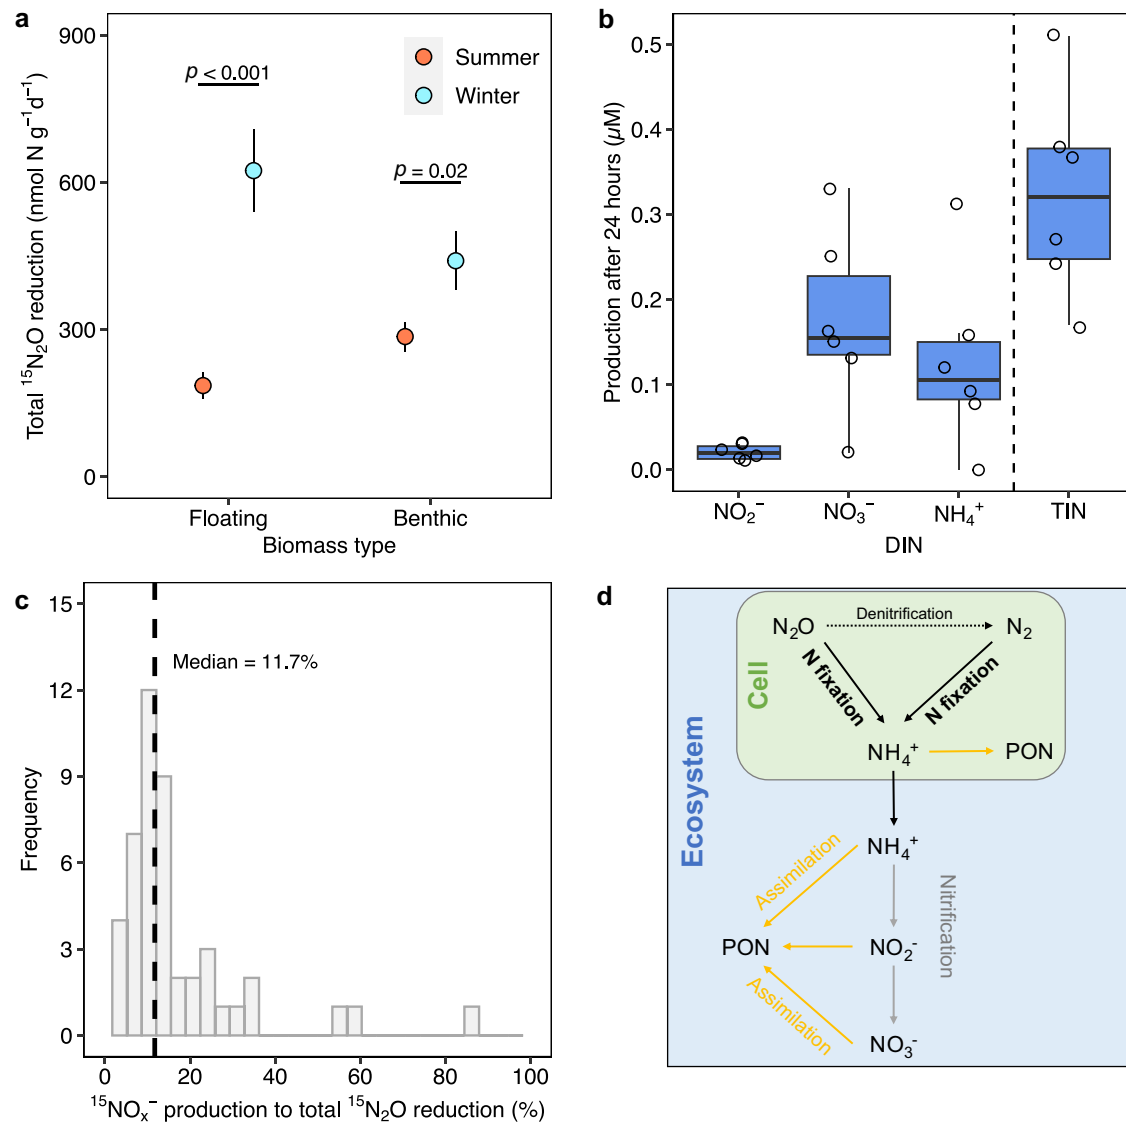 a
Total ¹⁵N₂O reduction (nmol N g⁻¹d⁻¹)
900
600
300
0
p < 0.001
p = 0.02
Summer
Winter
Floating
Benthic
Biomass type
b
Production after 24 hours (µM)
0.5
0.4
0.3
0.2
0.1
0.0
NO₂⁻
NO₃⁻
NH₄⁺
TIN
DIN
c
Frequency
15
12
9
6
3
0
Median = 11.7%
0
20
40
60
80
100
¹⁵NOₓ⁻ production to total ¹⁵N₂O reduction (%)
d
Ecosystem
Cell
N₂O
Denitrification
N₂
N fixation
N fixation
NH₄⁺
PON
NH₄⁺
Assimilation
Nitrification
PON
NO₂⁻
Assimilation
NO₃⁻